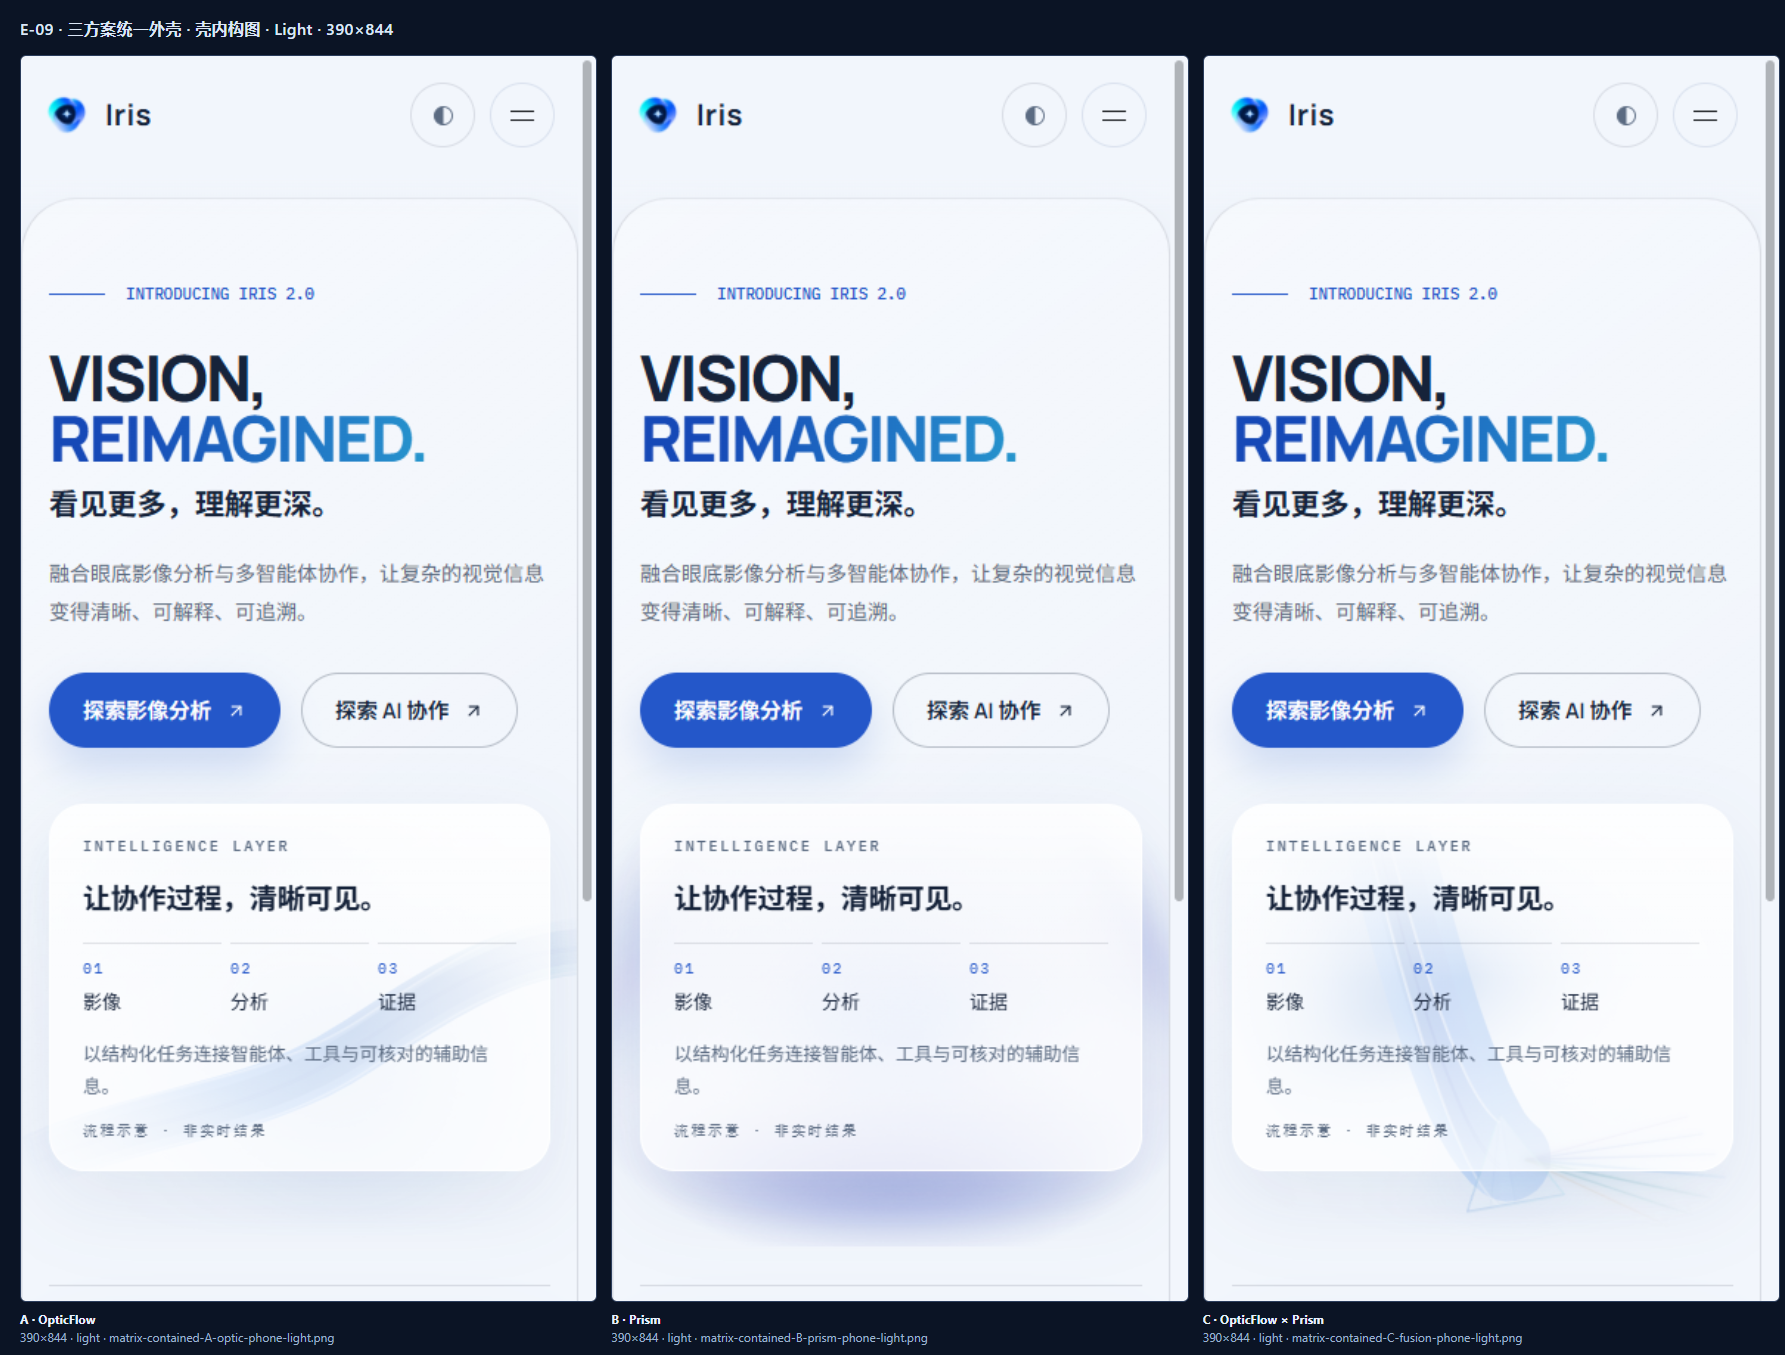 E-09 · 三方案统一外壳 · 壳内构图 · Light · 390×844
Iris
INTRODUCING IRIS 2.0
VISION,
REIMAGINED.
看见更多，理解更深。
融合眼底影像分析与多智能体协作，让复杂的视觉信息
变得清晰、可解释、可追溯。
探索影像分析
探索 AI 协作
INTELLIGENCE LAYER
让协作过程，清晰可见。
01 02 03
影像 分析 证据
以结构化任务连接智能体、工具与可核对的辅助信
息。
流程示意 · 非实时结果
A · OpticFlow
390×844 · light · matrix-contained-A-optic-phone-light.png
Iris
INTRODUCING IRIS 2.0
VISION,
REIMAGINED.
看见更多，理解更深。
融合眼底影像分析与多智能体协作，让复杂的视觉信息
变得清晰、可解释、可追溯。
探索影像分析
探索 AI 协作
INTELLIGENCE LAYER
让协作过程，清晰可见。
01 02 03
影像 分析 证据
以结构化任务连接智能体、工具与可核对的辅助信
息。
流程示意 · 非实时结果
B · Prism
390×844 · light · matrix-contained-B-prism-phone-light.png
Iris
INTRODUCING IRIS 2.0
VISION,
REIMAGINED.
看见更多，理解更深。
融合眼底影像分析与多智能体协作，让复杂的视觉信息
变得清晰、可解释、可追溯。
探索影像分析
探索 AI 协作
INTELLIGENCE LAYER
让协作过程，清晰可见。
01 02 03
影像 分析 证据
以结构化任务连接智能体、工具与可核对的辅助信
息。
流程示意 · 非实时结果
C · OpticFlow × Prism
390×844 · light · matrix-contained-C-fusion-phone-light.png